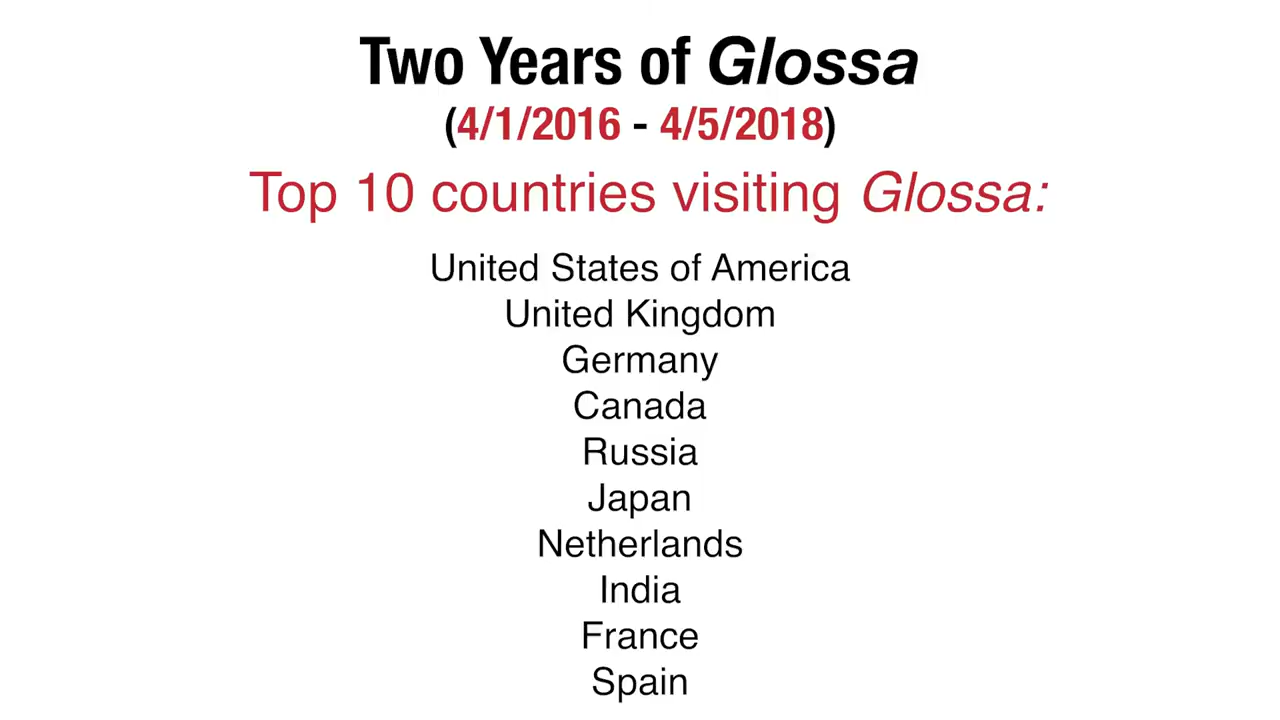 Two Years of Glossa
(4/1/2016 - 4/5/2018)
Top 10 countries visiting Glossa:
United States of America
United Kingdom
Germany
Canada
Russia
Japan
Netherlands
India
France
Spain